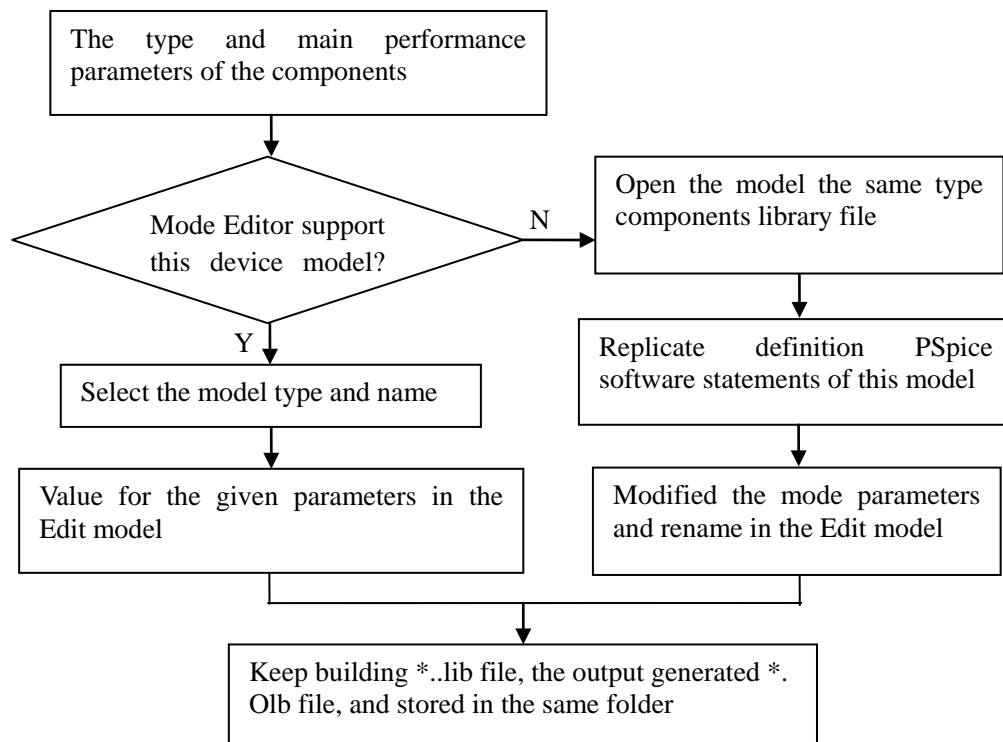 The type and main performance
parameters of the components
Mode Editor support
this device model?
N
Open the model the same type
components library file
Y
Replicate definition PSpice
software statements of this model
Select the model type and name
Value for the given parameters in the
Edit model
Modified the mode parameters
and rename in the Edit model
Keep building *..lib file, the output generated *.
Olb file, and stored in the same folder